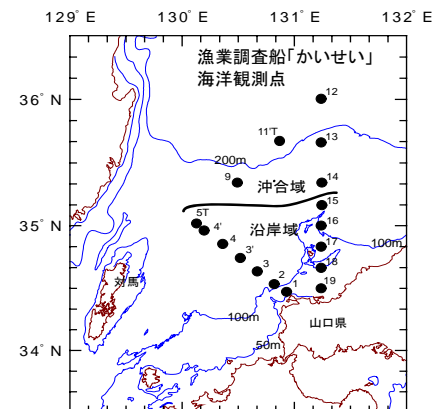 129° E
130° E
131° E
132° E
漁業調査船「かいせい」
海洋観測点
12
36° N
11'T
13
200m
9
沖合域
14
15
5T
35° N
4'
沿岸域
16
4
17
100m
3'
3
18
対馬
2
1
19
100m
山口県
50m
34° N